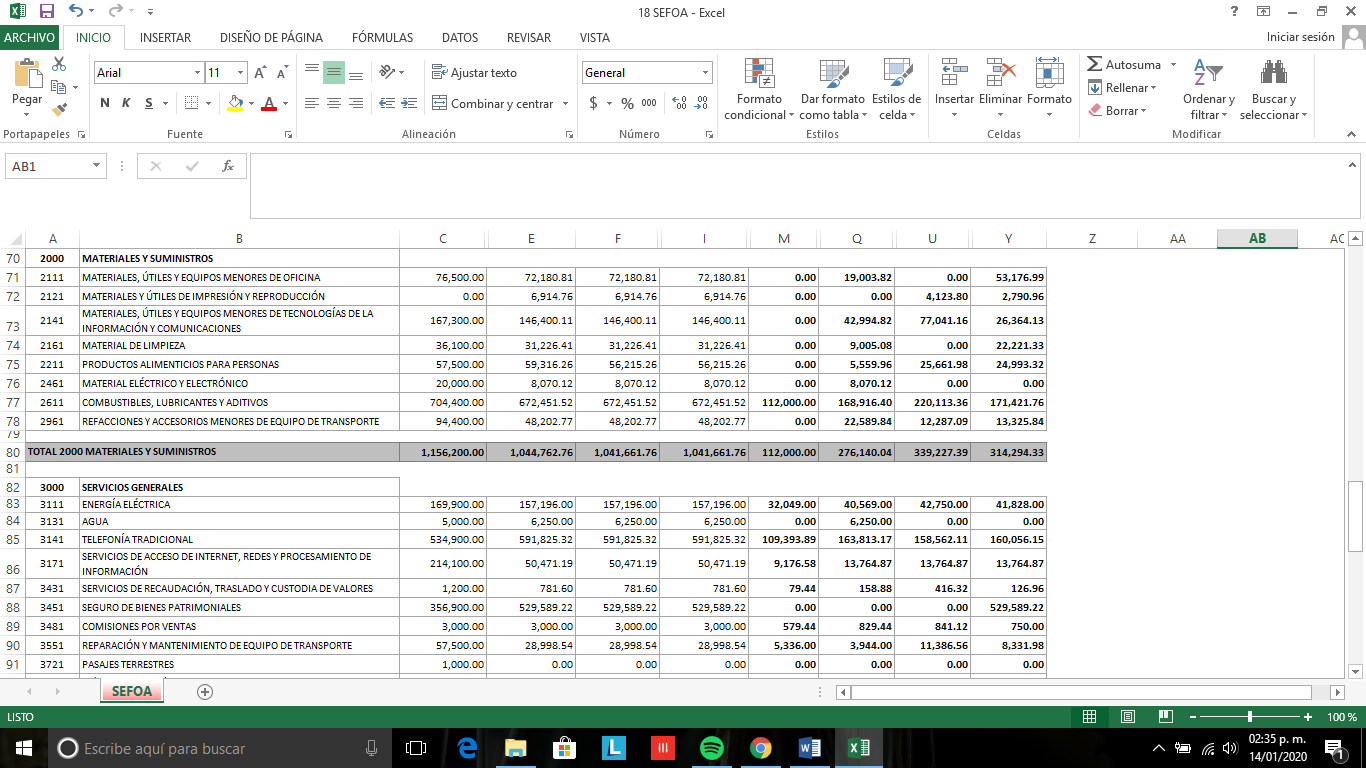 18 SEFOA - Excel
?
ARCHIVO INICIO INSERTAR DISEÑO DE PÁGINA FÓRMULAS DATOS REVISAR VISTA Iniciar sesión
Pegar
Arial 11 A A
N K S A
Ajustar texto
Combinar y centrar
General
$ % 000
Formato condicional
Dar formato como tabla
Estilos de celda
Insertar Eliminar Formato
Autosuma
Rellenar
Borrar
Ordenar y filtrar
Buscar y seleccionar
Portapapeles Fuente Alineación Número Estilos Celdas Modificar
AB1 fx
A B C E F I M Q U Y Z AA AB AC
70 2000 MATERIALES Y SUMINISTROS
71 2111 MATERIALES, ÚTILES Y EQUIPOS MENORES DE OFICINA 76,500.00 72,180.81 72,180.81 72,180.81 0.00 19,003.82 0.00 53,176.99
72 2121 MATERIALES Y ÚTILES DE IMPRESIÓN Y REPRODUCCIÓN 0.00 6,914.76 6,914.76 6,914.76 0.00 0.00 4,123.80 2,790.96
MATERIALES, ÚTILES Y EQUIPOS MENORES DE TECNOLOGÍAS DE LA
73 2141 INFORMACIÓN Y COMUNICACIONES 167,300.00 146,400.11 146,400.11 146,400.11 0.00 42,994.82 77,041.16 26,364.13
74 2161 MATERIAL DE LIMPIEZA 36,100.00 31,226.41 31,226.41 31,226.41 0.00 9,005.08 0.00 22,221.33
75 2211 PRODUCTOS ALIMENTICIOS PARA PERSONAS 57,500.00 59,316.26 56,215.26 56,215.26 0.00 5,559.96 25,661.98 24,993.32
76 2461 MATERIAL ELÉCTRICO Y ELECTRÓNICO 20,000.00 8,070.12 8,070.12 8,070.12 0.00 8,070.12 0.00 0.00
77 2611 COMBUSTIBLES, LUBRICANTES Y ADITIVOS 704,400.00 672,451.52 672,451.52 672,451.52 112,000.00 168,916.40 220,113.36 171,421.76
78 2961 REFACCIONES Y ACCESORIOS MENORES DE EQUIPO DE TRANSPORTE 94,400.00 48,202.77 48,202.77 48,202.77 0.00 22,589.84 12,287.09 13,325.84
79
80 TOTAL 2000 MATERIALES Y SUMINISTROS 1,156,200.00 1,044,762.76 1,041,661.76 1,041,661.76 112,000.00 276,140.04 339,227.39 314,294.33
81
82 3000 SERVICIOS GENERALES
83 3111 ENERGÍA ELÉCTRICA 169,900.00 157,196.00 157,196.00 157,196.00 32,049.00 40,569.00 42,750.00 41,828.00
84 3131 AGUA 5,000.00 6,250.00 6,250.00 6,250.00 0.00 6,250.00 0.00 0.00
85 3141 TELEFONÍA TRADICIONAL 534,900.00 591,825.32 591,825.32 591,825.32 109,393.89 163,813.17 158,562.11 160,056.15
SERVICIOS DE ACCESO DE INTERNET, REDES Y PROCESAMIENTO DE
86 3171 INFORMACIÓN 214,100.00 50,471.19 50,471.19 50,471.19 9,176.58 13,764.87 13,764.87 13,764.87
87 3431 SERVICIOS DE RECAUDACIÓN, TRASLADO Y CUSTODIA DE VALORES 1,200.00 781.60 781.60 781.60 79.44 158.88 416.32 126.96
88 3451 SEGURO DE BIENES PATRIMONIALES 356,900.00 529,589.22 529,589.22 529,589.22 0.00 0.00 0.00 529,589.22
89 3481 COMISIONES POR VENTAS 3,000.00 3,000.00 3,000.00 3,000.00 579.44 829.44 841.12 750.00
90 3551 REPARACIÓN Y MANTENIMIENTO DE EQUIPO DE TRANSPORTE 57,500.00 28,998.54 28,998.54 28,998.54 5,336.00 3,944.00 11,386.56 8,331.98
91 3721 PASAJES TERRESTRES 1,000.00 0.00 0.00 0.00 0.00 0.00 0.00 0.00
SEFOA
LISTO 100 %
Escribe aquí para buscar
02:35 p. m.
14/01/2020
1